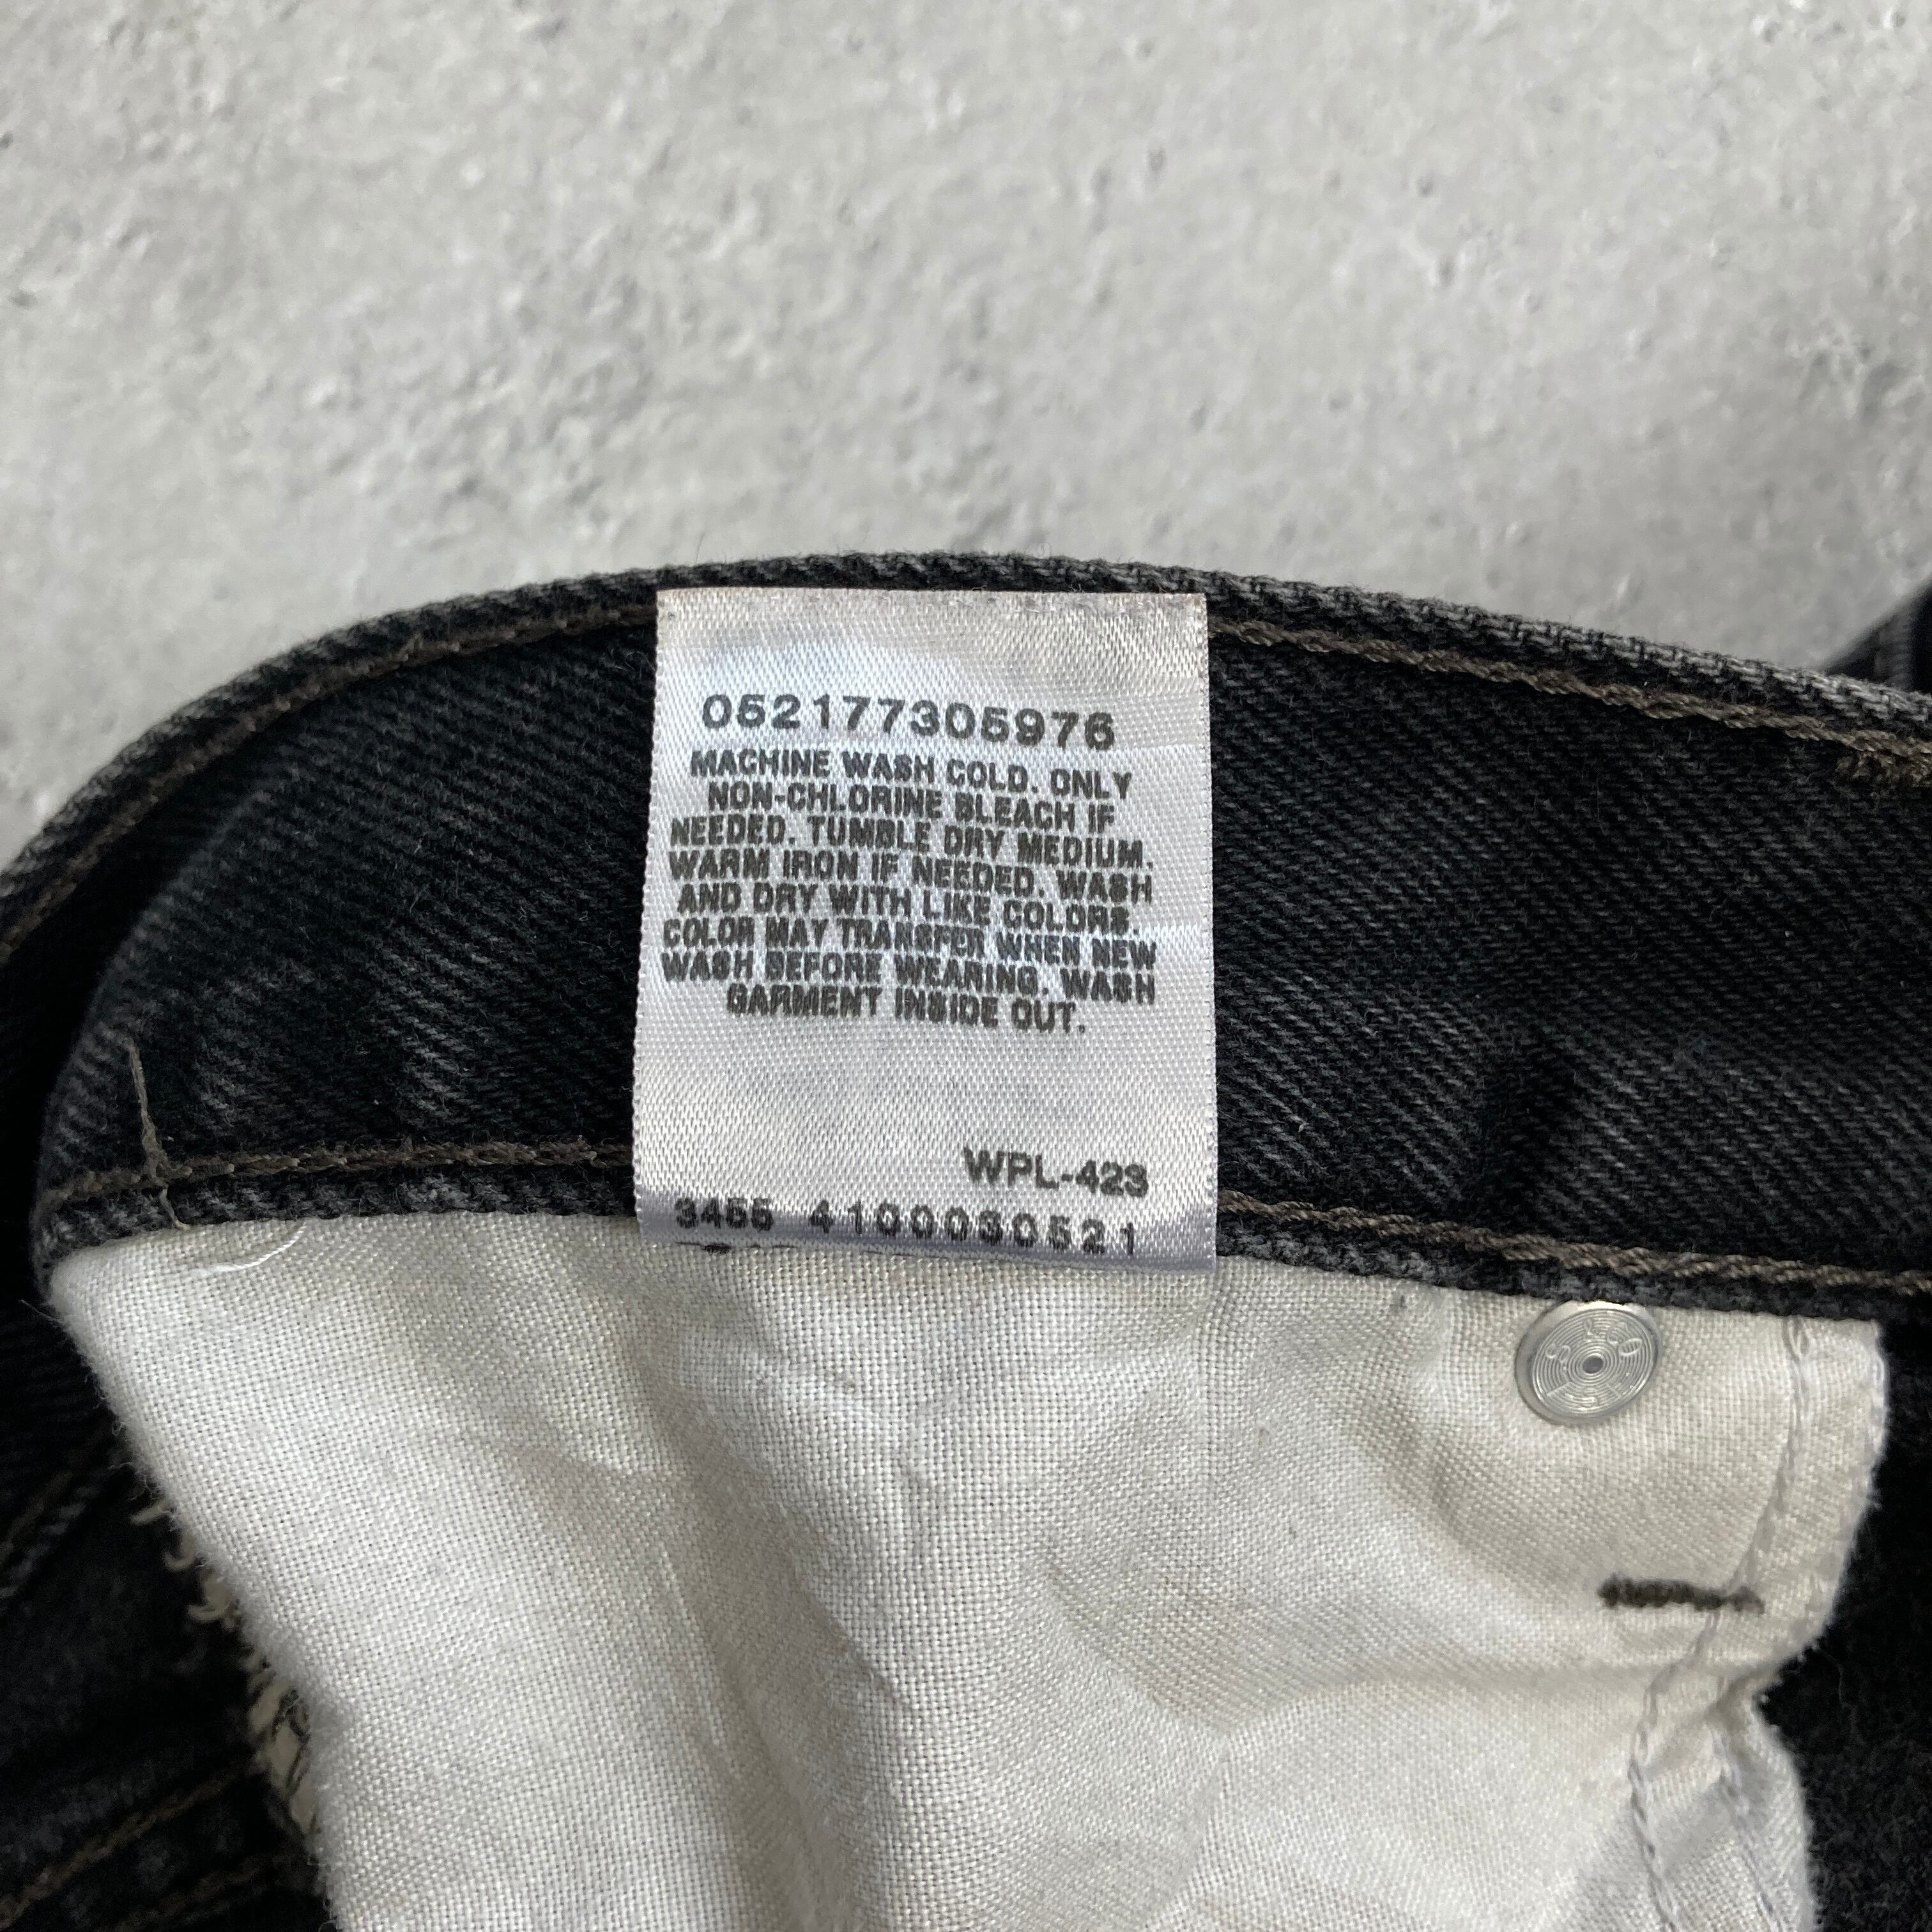 052177305976
MACHINE WASH COLD. ONLY
NON-CHLORINE BLEACH IF
NEEDED. TUMBLE DRY MEDIUM.
WARM IRON IF NEEDED. WASH
AND DRY WITH LIKE COLORS.
COLOR MAY TRANSFER WHEN NEW
WASH BEFORE WEARING. WASH
GARMENT INSIDE OUT.
WPL-423
3455 4100030521